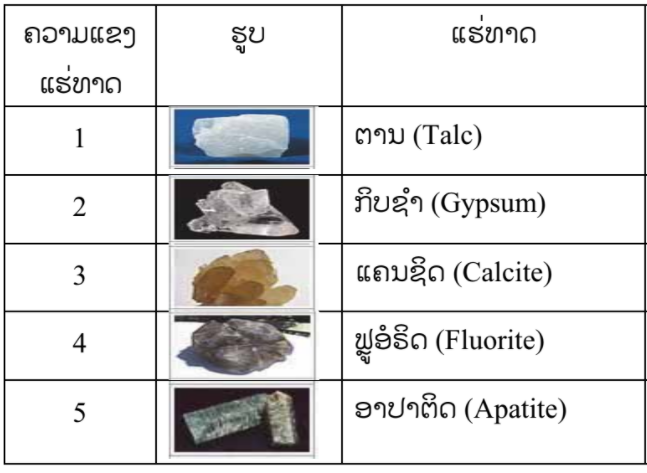 ຄວາມແຂງ ຮູບ ແຮ່ທາດ
ແຮ່ທາດ
1 ຕານ (Talc)
2 ກິບຊຳ (Gypsum)
3 ແຄນຊິດ (Calcite)
4 ຟລູອໍຣິດ (Fluorite)
5 ອາປາຕິດ (Apatite)